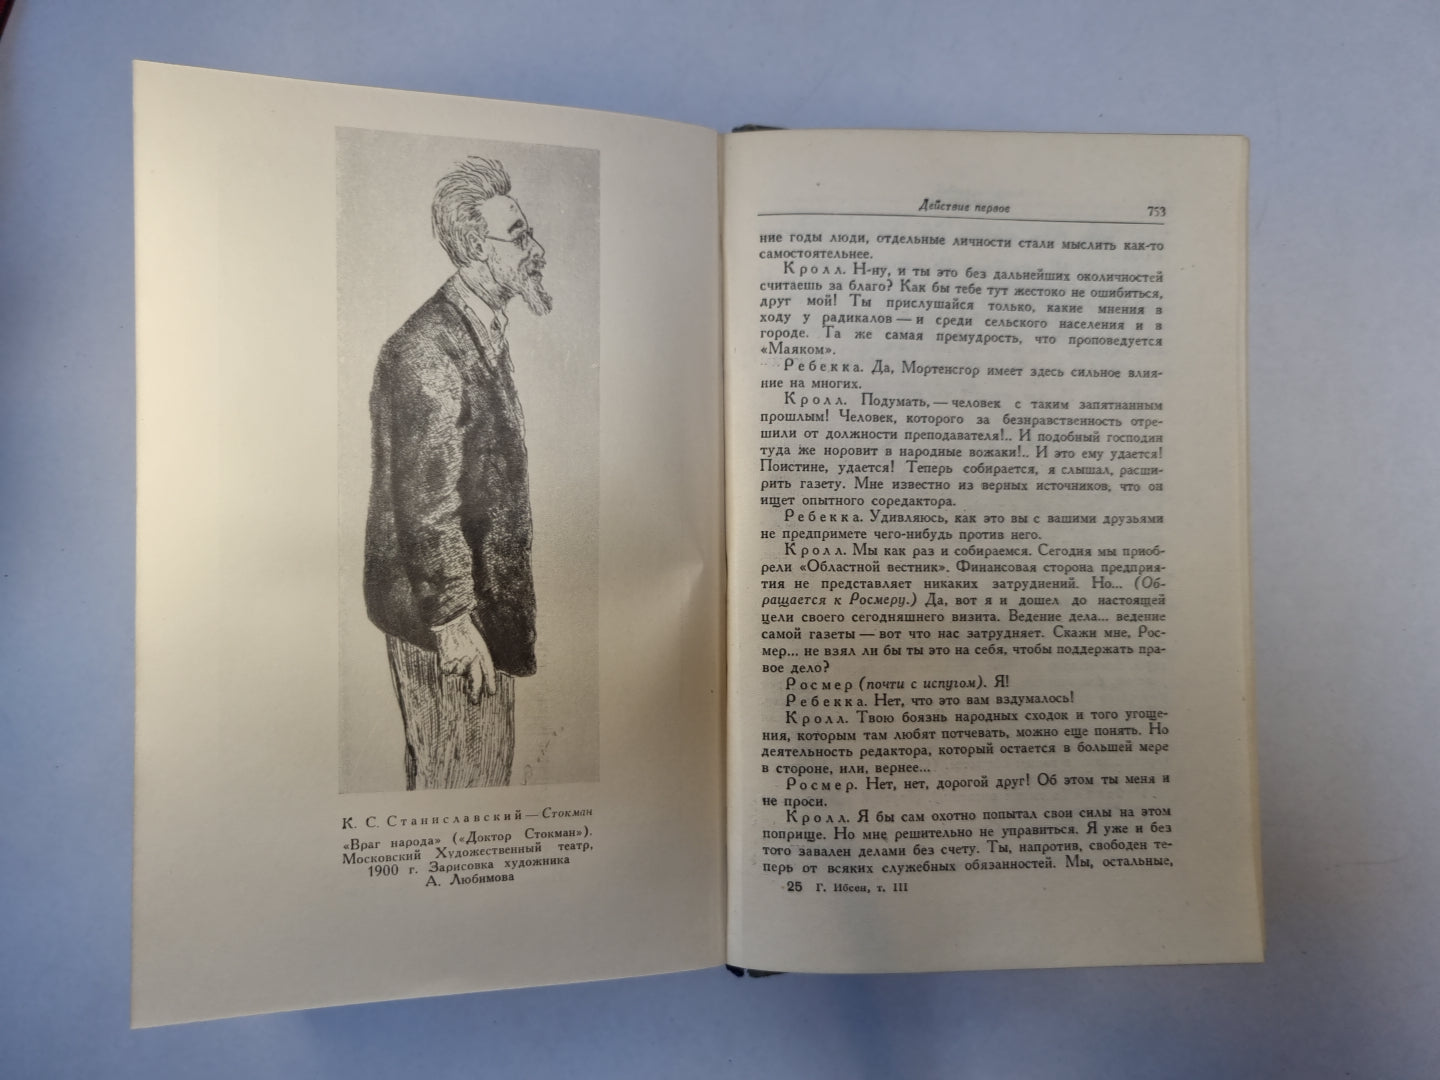 К. С. Станиславский — Стокман
«Враг народа» («Доктор Стокман»).
Московский Художественный театр,
1900 г. Зарисовка художника
А. Любимова
Действие первое 753
ние годы люди, отдельные личности стали мыслить как-то
самостоятельнее.
Кролл. Н-ну, и ты это без дальнейших околичностей
считаешь за благо? Как бы тебе тут жестоко не ошибиться,
друг мой! Ты прислушайся только, какие мнения в
ходу у радикалов — и среди сельского населения и в
городе. Та же самая премудрость, что проповедуется
«Маяком».
Ребекка. Да, Мортенсгор имеет здесь сильное влия-
ние на многих.
Кролл. Подумать, — человек с таким запятнанным
прошлым! Человек, которого за безнравственность отре-
шили от должности преподавателя!.. И подобный господин
туда же норовит в народные вожаки!.. И это ему удается!
Поистине, удается! Теперь собирается, я слышал, расши-
рить газету. Мне известно из верных источников, что он
ищет опытного соредактора.
Ребекка. Удивляюсь, как это вы с вашими друзьями
не предпримете чего-нибудь против него.
Кролл. Мы как раз и собираемся. Сегодня мы приоб-
рели «Областной вестник». Финансовая сторона предприя-
тия не представляет никаких затруднений. Но... (Об-
ращается к Росмеру.) Да, вот я и дошел до настоящей
цели своего сегодняшнего визита. Ведение дела... ведение
самой газеты — вот что нас затрудняет. Скажи мне, Рос-
мер... не взял ли бы ты это на себя, чтобы поддержать пра-
вое дело?
Росмер (почти с испугом). Я!
Ребекка. Нет, что это вам вздумалось!
Кролл. Твою боязнь народных сходок и того угоще-
ния, которым там любят потчевать, можно еще понять. Но
деятельность редактора, который остается в большей мере
в стороне, или, вернее...
Росмер. Нет, нет, дорогой друг! Об этом ты меня и
не проси.
Кролл. Я бы сам охотно попытал свои силы на этом
поприще. Но мне решительно не управиться. Я уже и без
того завален делами без счету. Ты, напротив, свободен те-
перь от всяких служебных обязанностей. Мы, остальные,
25 Г. Ибсен, т. III